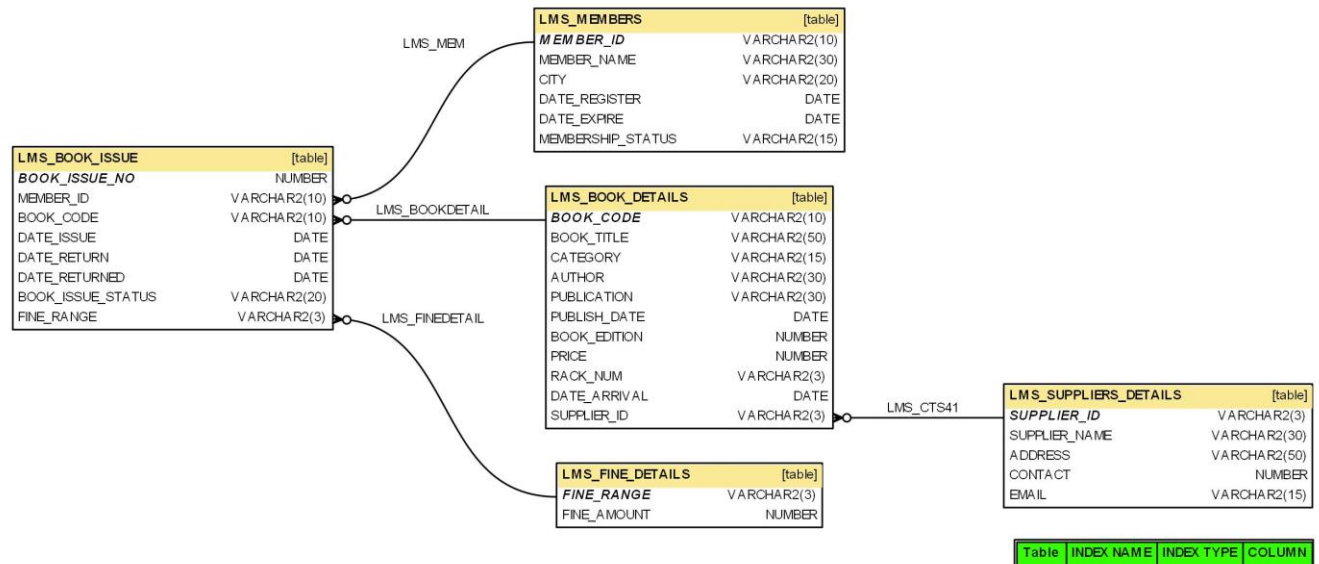 LMS_MEMBERS [table]
MEMBER_ID VARCHAR2(10)
MEMBER_NAME VARCHAR2(30)
CITY VARCHAR2(20)
DATE_REGISTER DATE
DATE_EXPIRE DATE
MEMBERSHIP_STATUS VARCHAR2(15)
LMS_MEM
LMS_BOOK_ISSUE [table]
BOOK_ISSUE_NO NUMBER
MEMBER_ID VARCHAR2(10)
BOOK_CODE VARCHAR2(10)
DATE_ISSUE DATE
DATE_RETURN DATE
DATE_RETURNED DATE
BOOK_ISSUE_STATUS VARCHAR2(20)
FINE_RANGE VARCHAR2(3)
LMS_BOOKDETAIL
LMS_FINEDETAIL
LMS_BOOK_DETAILS [table]
BOOK_CODE VARCHAR2(10)
BOOK_TITLE VARCHAR2(50)
CATEGORY VARCHAR2(15)
AUTHOR VARCHAR2(30)
PUBLICATION VARCHAR2(30)
PUBLISH_DATE DATE
BOOK_EDITION NUMBER
PRICE NUMBER
RACK_NUM VARCHAR2(3)
DATE_ARRIVAL DATE
SUPPLIER_ID VARCHAR2(3)
LMS_CTS41
LMS_SUPPLIERS_DETAILS [table]
SUPPLIER_ID VARCHAR2(3)
SUPPLIER_NAME VARCHAR2(30)
ADDRESS VARCHAR2(50)
CONTACT NUMBER
EMAIL VARCHAR2(15)
LMS_FINE_DETAILS [table]
FINE_RANGE VARCHAR2(3)
FINE_AMOUNT NUMBER
Table INDEX NAME INDEX TYPE COLUMN